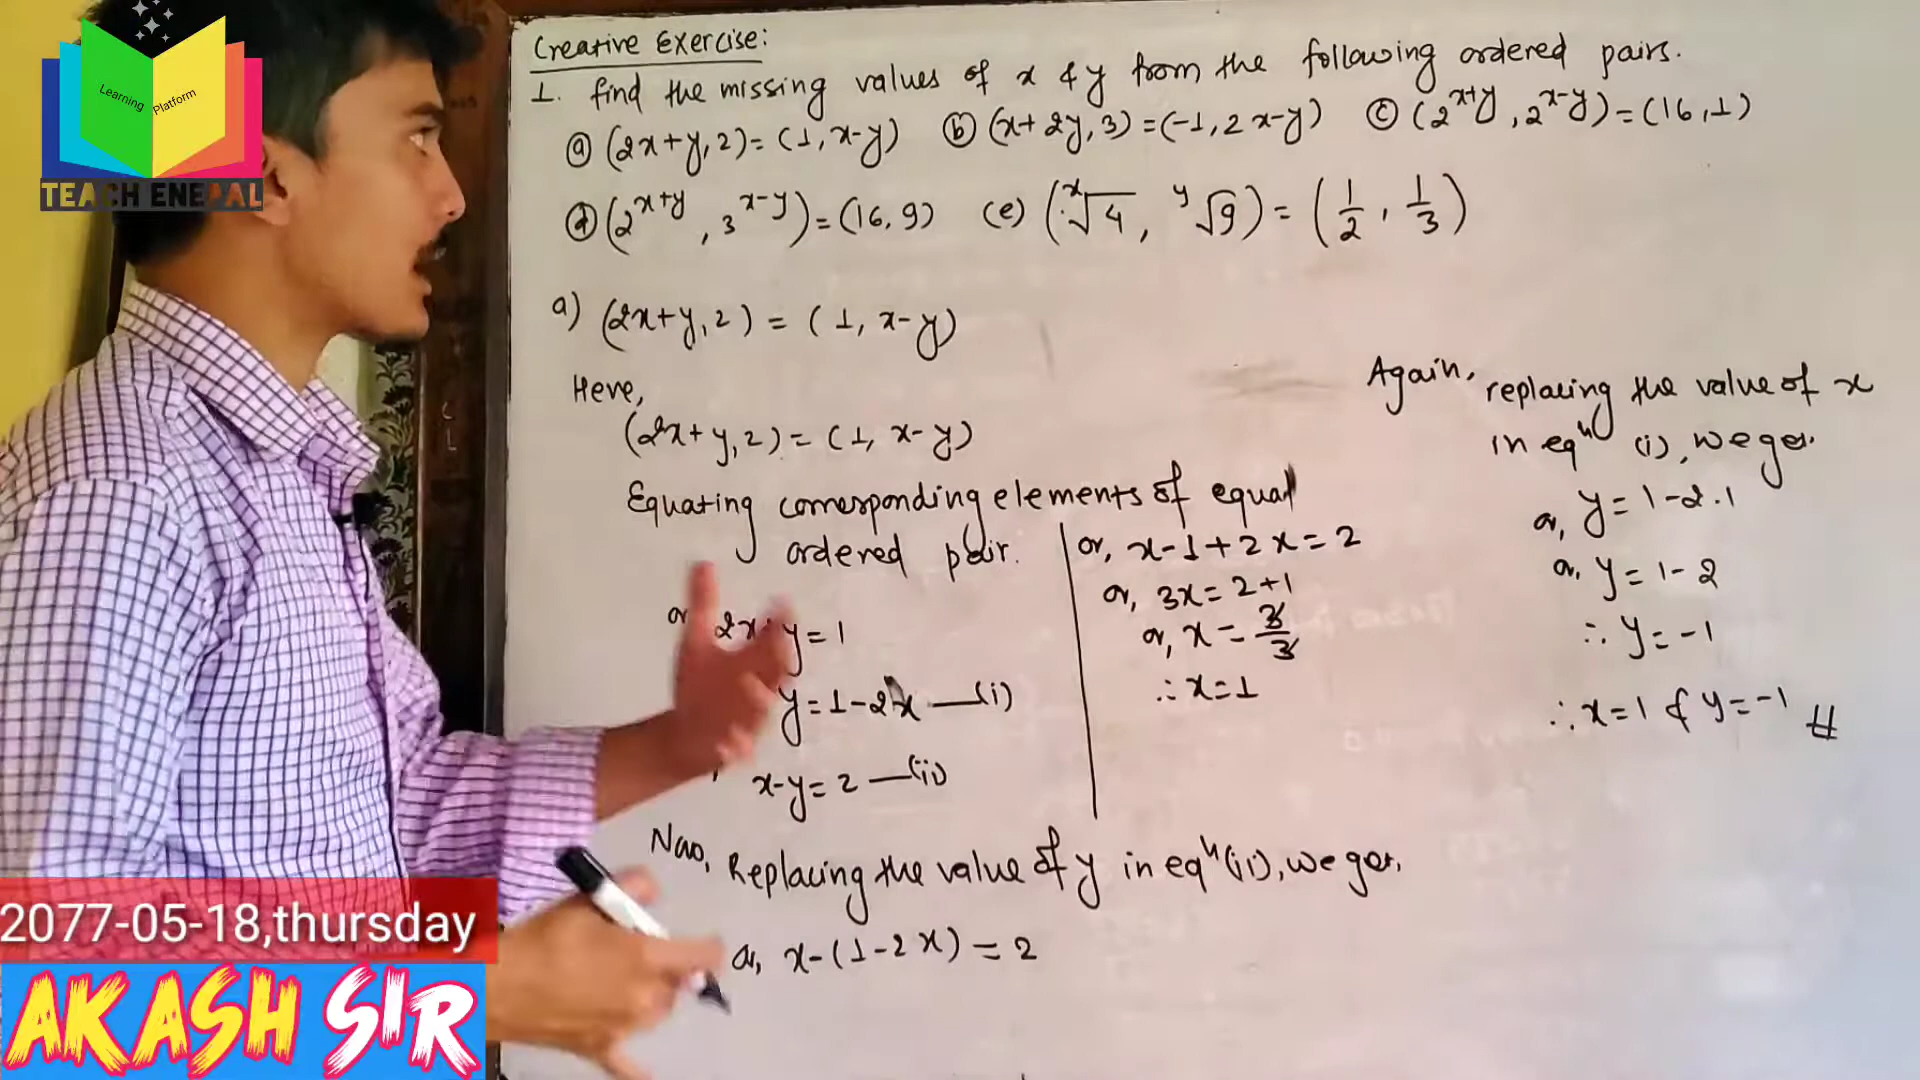 Learning Platform
TEACH ENEPAL
Creative Exercise:
1. find the missing values of x & y from the following ordered pairs.
ⓐ (2x+y, 2) = (1, x-y) ⓑ (x+2y, 3) = (-1, 2x-y) ⓒ (2^{x+y}, 2^{x-y}) = (16, 1)
ⓓ (2^{x+y}, 3^{x-y}) = (16, 9) (e) (ˣ√4, ʸ√9) = (1/2, 1/3)
a) (2x+y, 2) = (1, x-y)
Here,
(2x+y, 2) = (1, x-y)
Equating corresponding elements of equal
ordered pair.
or 2x y = 1
y = 1-2x —(i)
x-y = 2 —(ii)
Now, Replacing the value of y in eqⁿ (ii), we get,
or, x-(1-2x) = 2
or, x-1+2x = 2
or, 3x = 2+1
or, x = 3/3
∴ x = 1
Again, replacing the value of x
in eqⁿ (i), we get.
or, y = 1-2.1
or, y = 1-2
∴ y = -1
∴ x = 1 & y = -1 #
2077-05-18,thursday
AKASH SIR